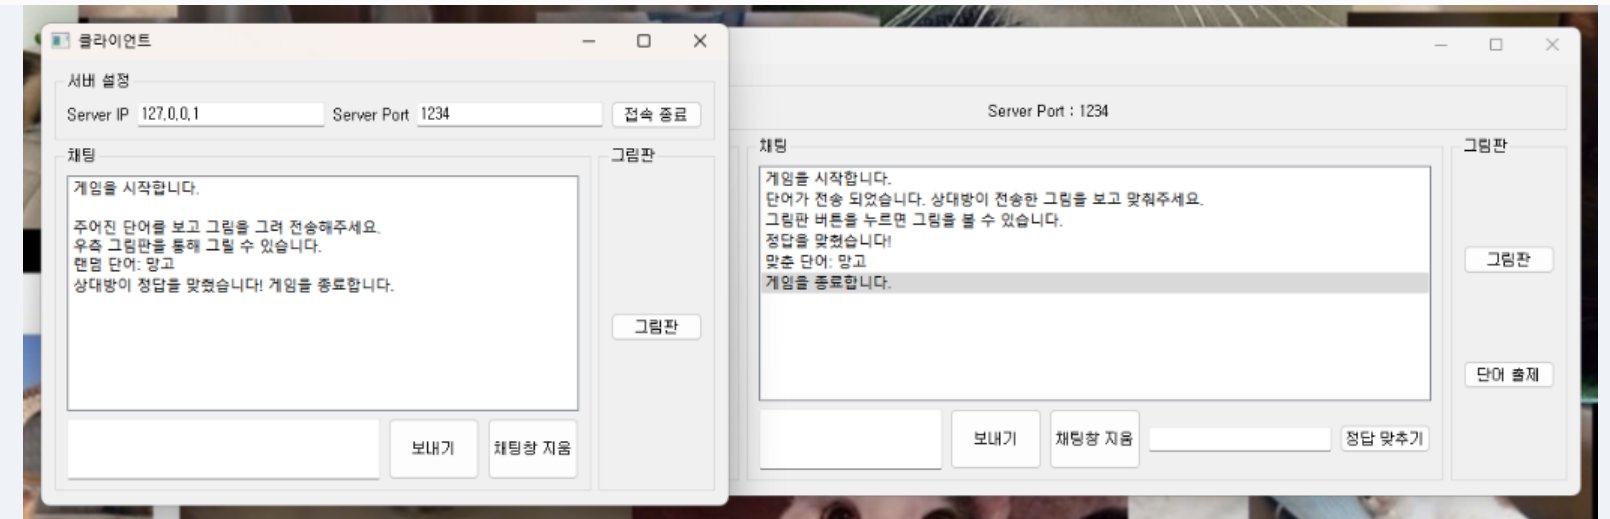 클라이언트
서버 설정
Server IP 127.0.0.1 Server Port 1234 접속 종료
채팅
게임을 시작합니다.
주어진 단어를 보고 그림을 그려 전송해주세요.
우측 그림판을 통해 그릴 수 있습니다.
랜덤 단어: 망고
상대방이 정답을 맞췄습니다! 게임을 종료합니다.
보내기
채팅창 지움
그림판
그림판
Server Port : 1234
채팅
게임을 시작합니다.
단어가 전송 되었습니다. 상대방이 전송한 그림을 보고 맞춰주세요.
그림판 버튼을 누르면 그림을 볼 수 있습니다.
정답을 맞췄습니다!
맞춘 단어: 망고
게임을 종료합니다.
보내기
채팅창 지움
정답 맞추기
그림판
그림판
단어 출제